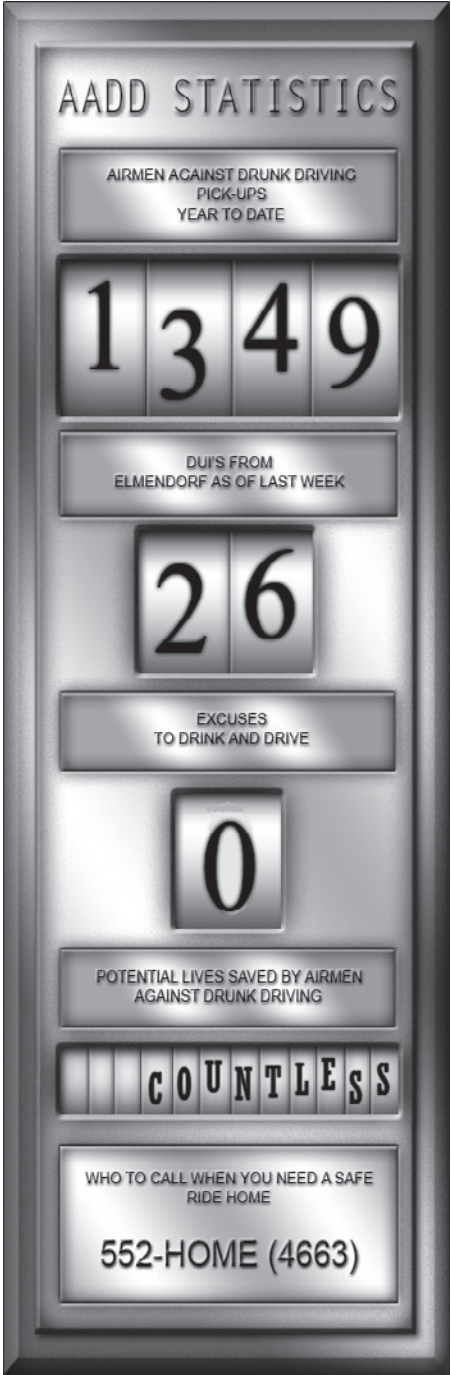 AADD STATISTICS
AIRMEN AGAINST DRUNK DRIVING
PICK-UPS
YEAR TO DATE
1349
DUI'S FROM
ELMENDORF AS OF LAST WEEK
26
EXCUSES
TO DRINK AND DRIVE
0
POTENTIAL LIVES SAVED BY AIRMEN
AGAINST DRUNK DRIVING
COUNTLESS
WHO TO CALL WHEN YOU NEED A SAFE
RIDE HOME
552-HOME (4663)